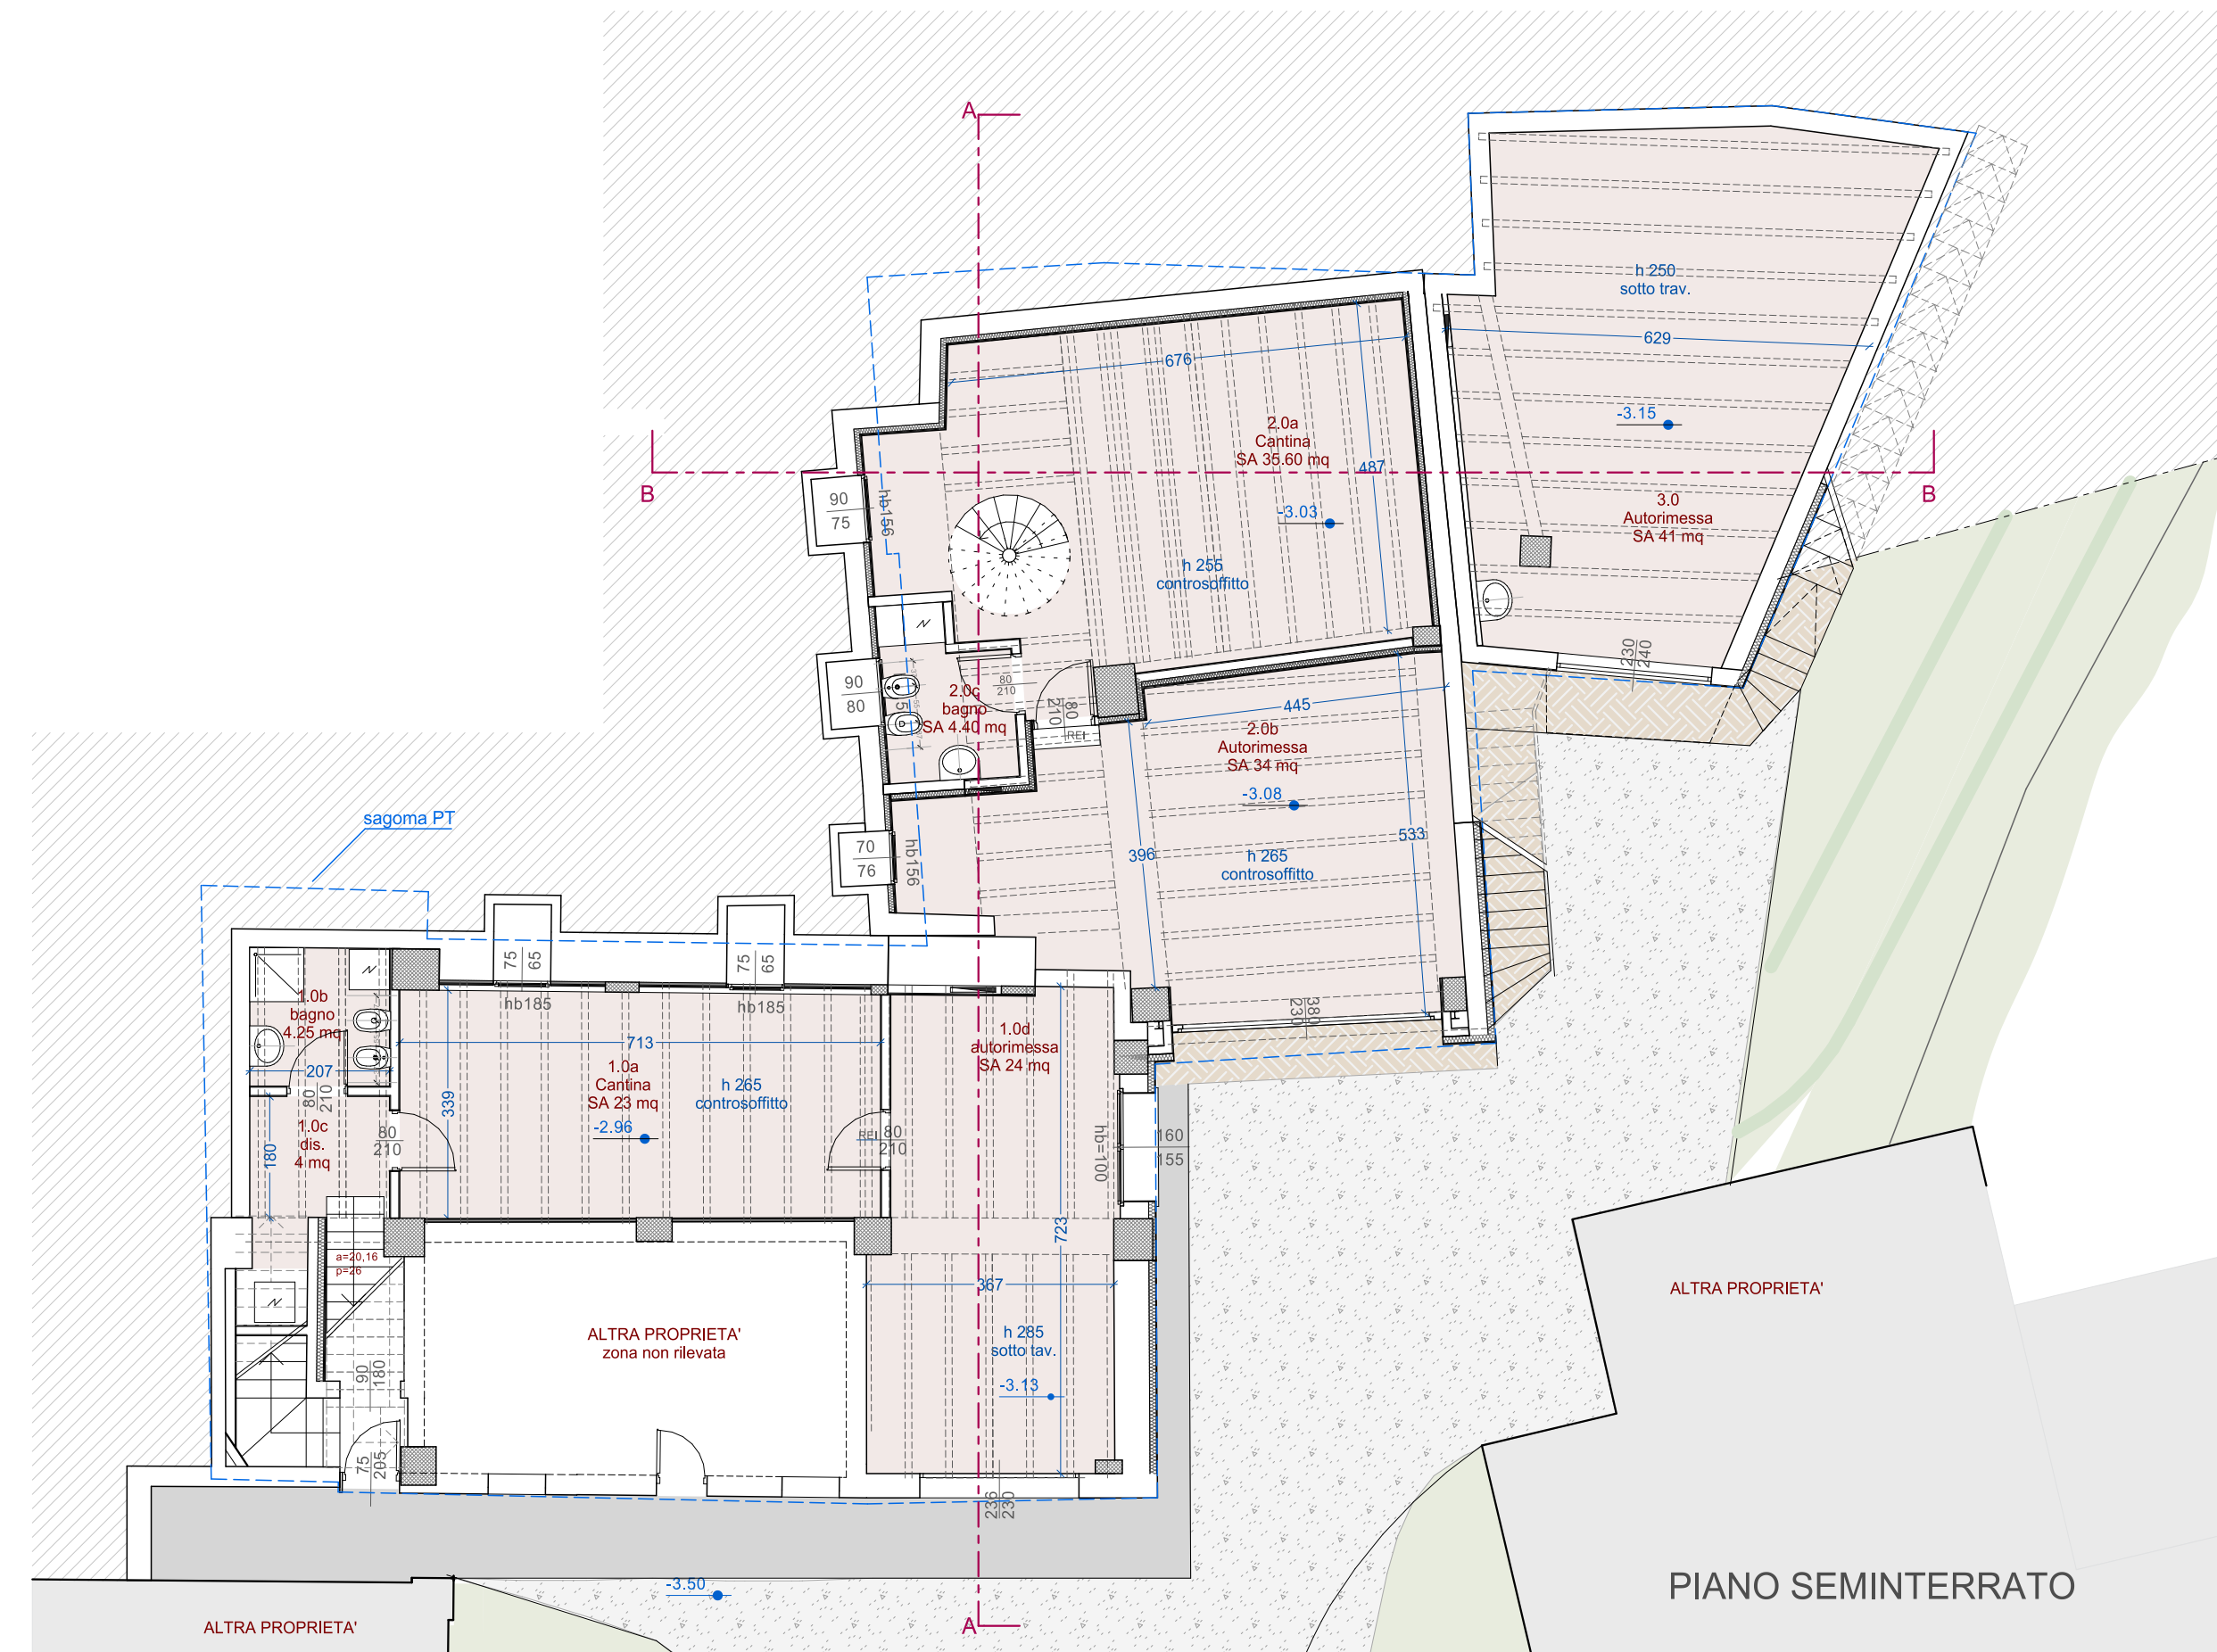 A
h 250
sotto trav.
629
676
-3.15
2.0a
Cantina
SA 35.60 mq
487
B
B
90
75
hb156
3.0
Autorimessa
SA 41 mq
-3.03
h 255
controsoffitto
230
240
90
80
80
210
2.0c
bagno
SA 4.40 mq
80
210
REI
445
2.0b
Autorimessa
SA 34 mq
-3.08
sagoma PT
70
76
hb156
396
533
h 265
controsoffitto
75
65
75
65
hb185
hb185
380
230
1.0b
bagno
4.25 mq
207
80
210
713
339
1.0a
Cantina
SA 23 mq
h 265
controsoffitto
-2.96
1.0d
autorimessa
SA 24 mq
1.0c
dis.
4 mq
180
80
210
REI
80
210
hb=100
160
155
723
a=20,16
p=26
367
ALTRA PROPRIETA'
ALTRA PROPRIETA'
zona non rilevata
h 285
sotto tav.
-3.13
90
180
75
205
236
230
-3.50
PIANO SEMINTERRATO
ALTRA PROPRIETA'
A